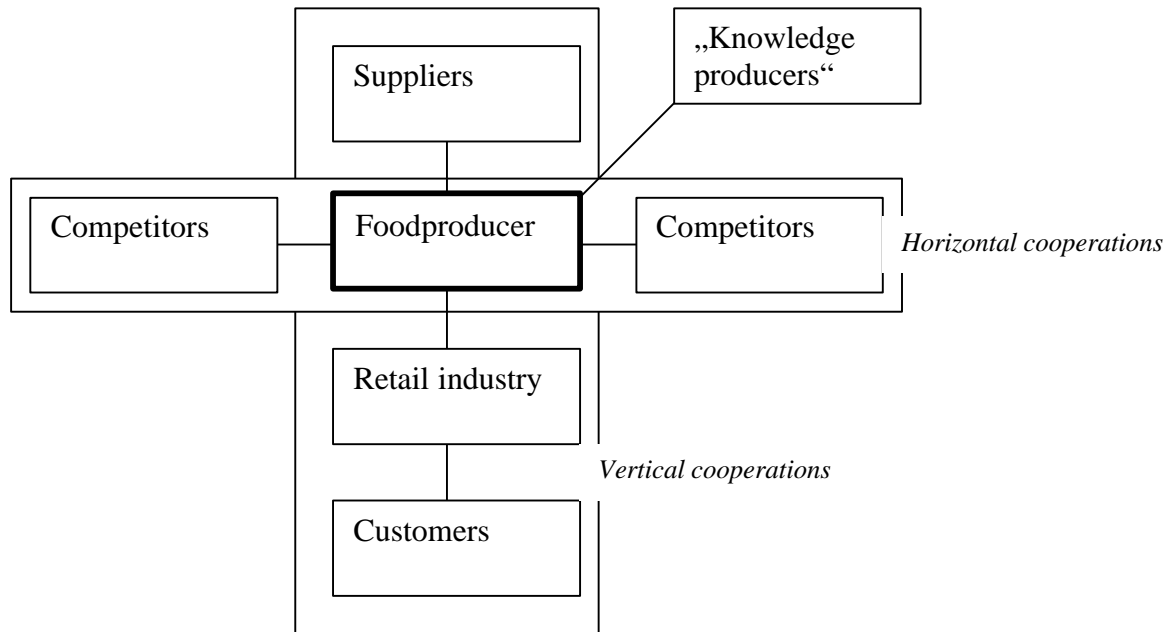 Suppliers
„Knowledge
producers“
Competitors
Foodproducer
Competitors
Horizontal cooperations
Retail industry
Vertical cooperations
Customers